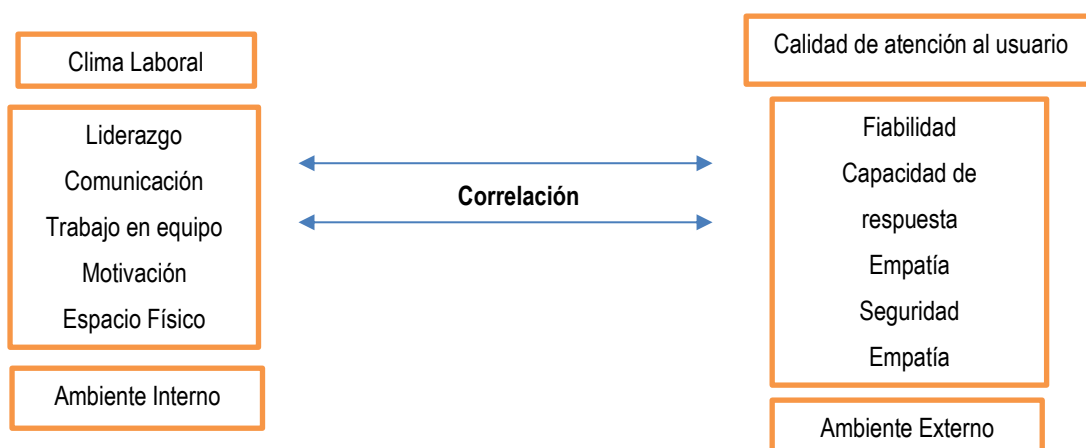 Clima Laboral
Liderazgo
Comunicación
Trabajo en equipo
Motivación
Espacio Físico
Ambiente Interno
Correlación
Calidad de atención al usuario
Fiabilidad
Capacidad de
respuesta
Empatía
Seguridad
Empatía
Ambiente Externo